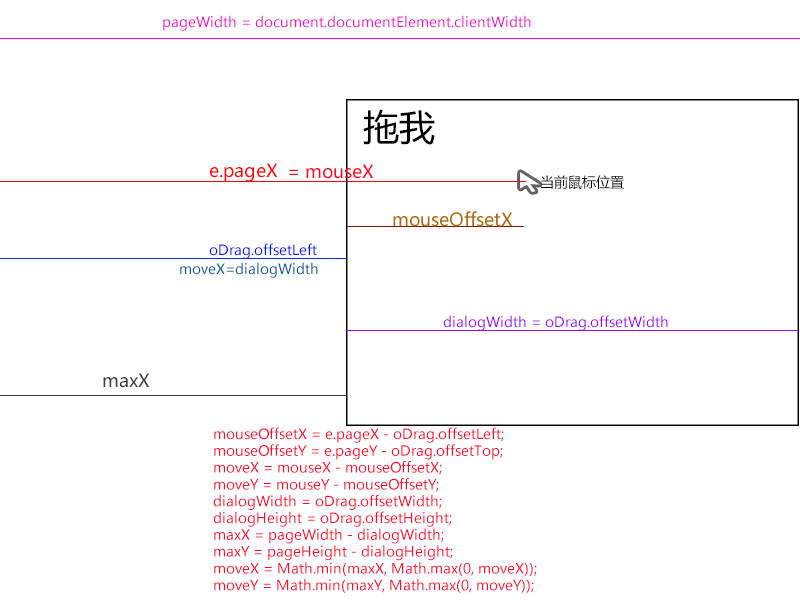 pageWidth = document.documentElement.clientWidth
拖我
e.pageX = mouseX
当前鼠标位置
mouseOffsetX
oDrag.offsetLeft
moveX=dialogWidth
dialogWidth = oDrag.offsetWidth
maxX
mouseOffsetX = e.pageX - oDrag.offsetLeft;
mouseOffsetY = e.pageY - oDrag.offsetTop;
moveX = mouseX - mouseOffsetX;
moveY = mouseY - mouseOffsetY;
dialogWidth = oDrag.offsetWidth;
dialogHeight = oDrag.offsetHeight;
maxX = pageWidth - dialogWidth;
maxY = pageHeight - dialogHeight;
moveX = Math.min(maxX, Math.max(0, moveX));
moveY = Math.min(maxY, Math.max(0, moveY));